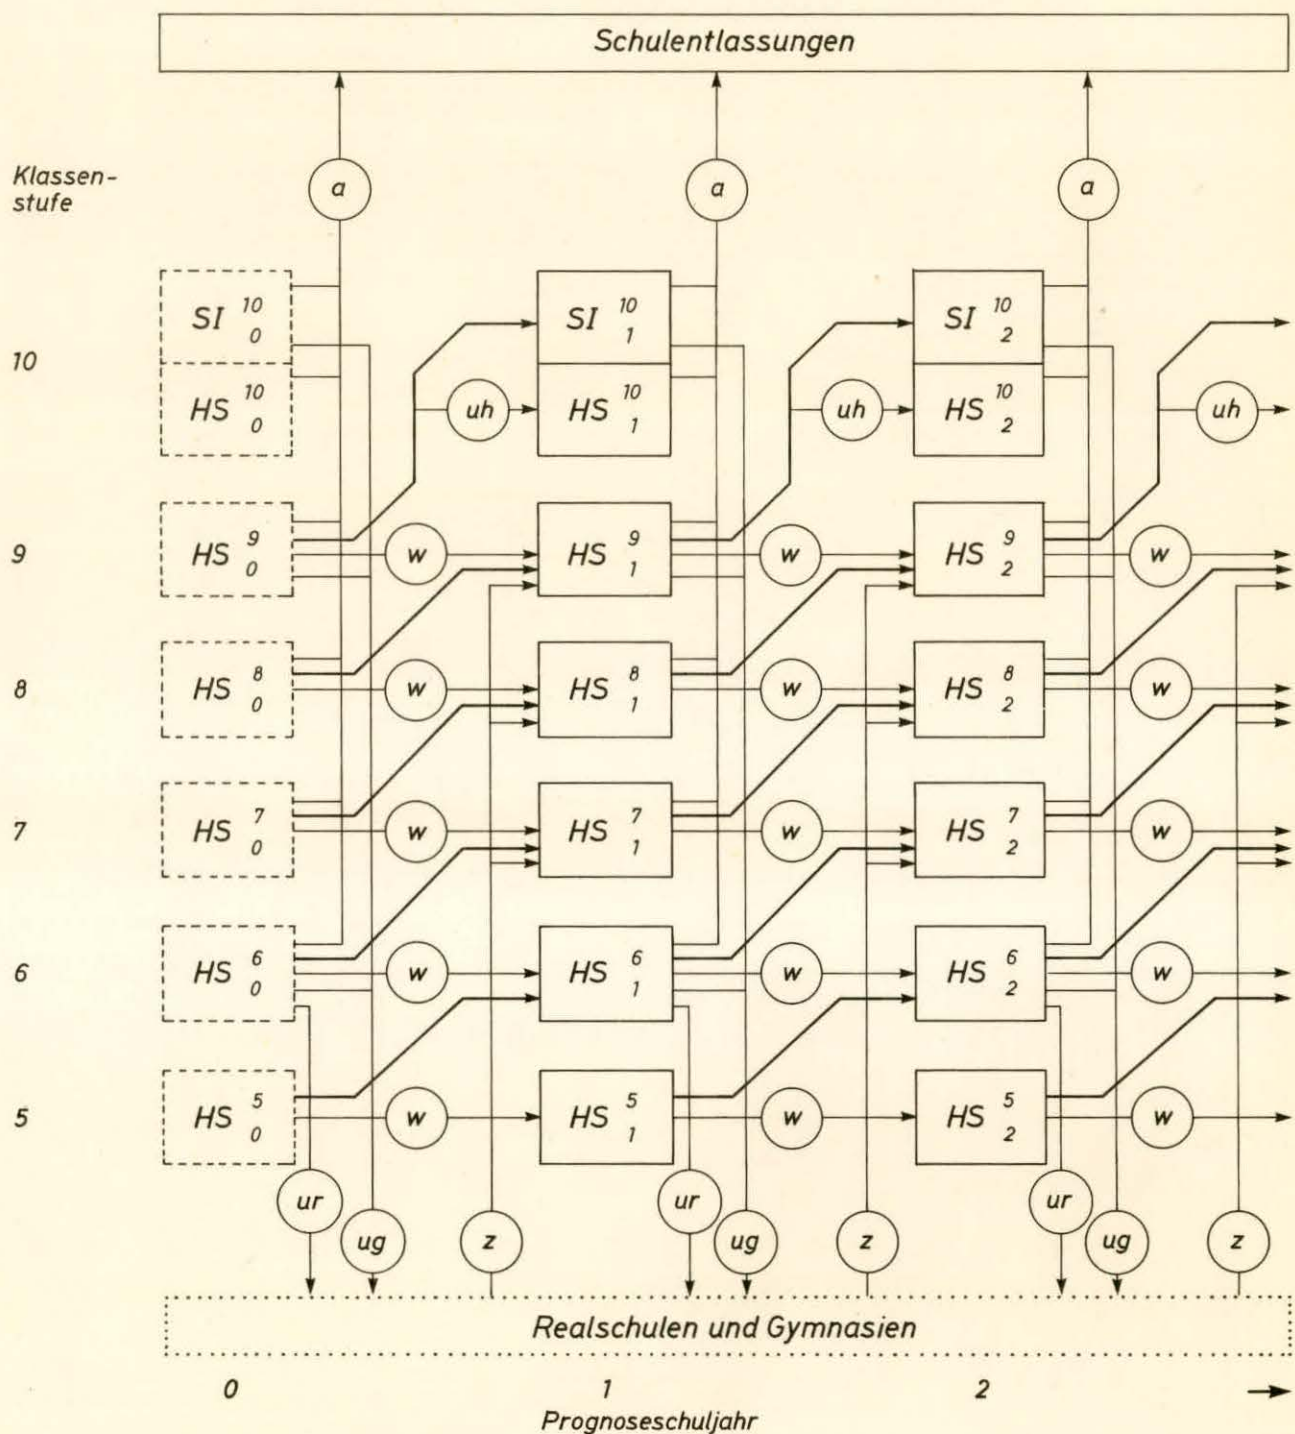 Schulentlassungen
Klassen-
stufe
a a a
10
SI 10 0 SI 10 1 SI 10 2
HS 10 0 uh HS 10 1 uh HS 10 2 uh
9 HS 9 0 w HS 9 1 w HS 9 2 w
8 HS 8 0 w HS 8 1 w HS 8 2 w
7 HS 7 0 w HS 7 1 w HS 7 2 w
6 HS 6 0 w HS 6 1 w HS 6 2 w
5 HS 5 0 w HS 5 1 w HS 5 2 w
ur ur ur
ug z ug z ug z
Realschulen und Gymnasien
0 1 2
Prognoseschuljahr